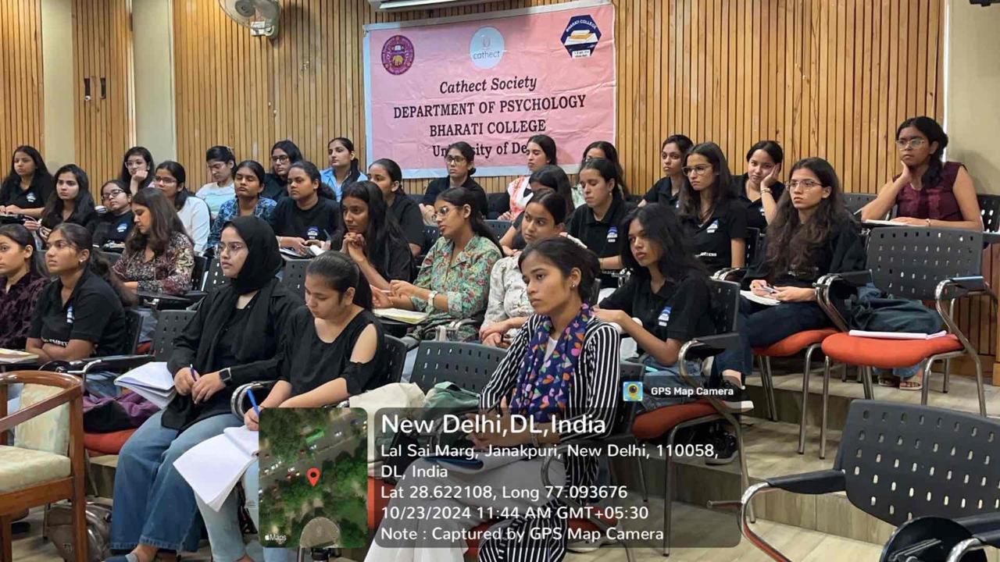 cathect
BHARATI COLLEGE
Cathect Society
DEPARTMENT OF PSYCHOLOGY
BHARATI COLLEGE
University of De
GPS Map Camera
New Delhi,DL,India
Lal Sai Marg, Janakpuri, New Delhi, 110058,
DL, India
Lat 28.622108, Long 77.093676
10/23/2024 11:44 AM GMT+05:30
Note : Captured by GPS Map Camera
Maps